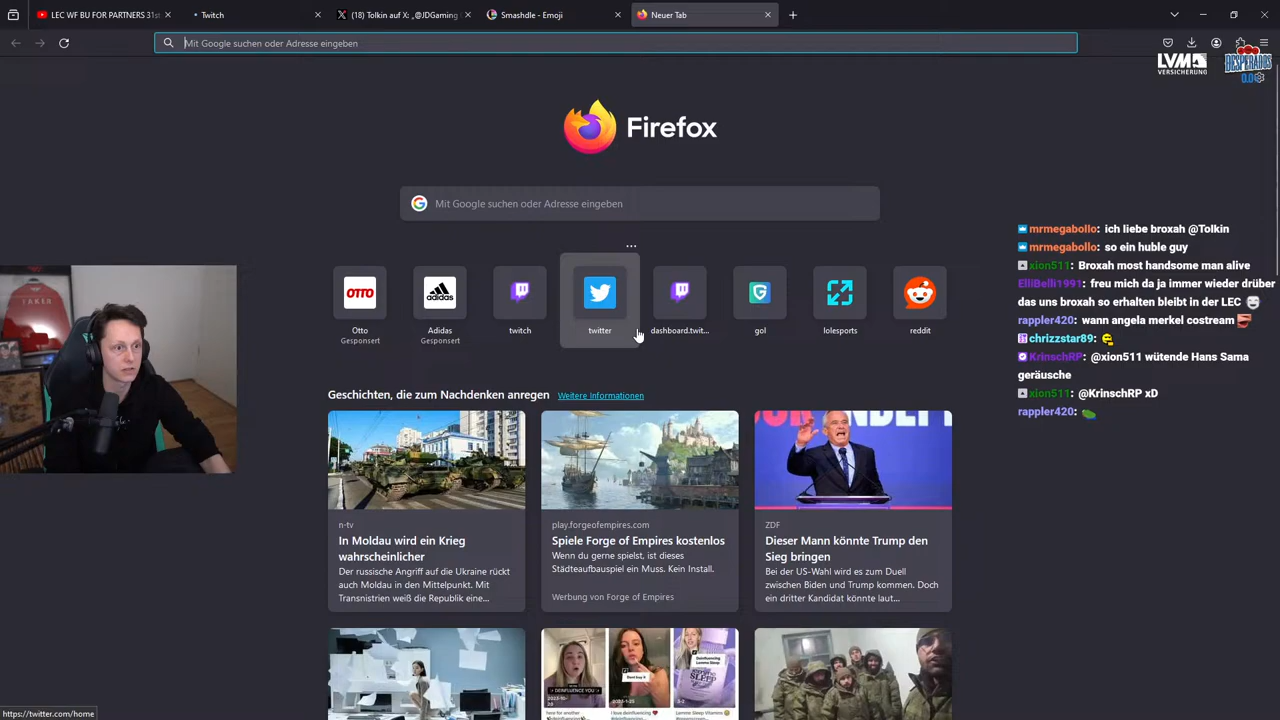 LEC WF BU FOR PARTNERS 31st
Twitch
(18) Tolkin auf X: „@JDGaming
Smashdle - Emoji
Neuer Tab
Mit Google suchen oder Adresse eingeben
LVM
VERSICHERUNG
DESPERADOS
0.0
Firefox
Mit Google suchen oder Adresse eingeben
Otto
Gesponsert
Adidas
Gesponsert
twitch
twitter
dashboard.twit...
gol
lolesports
reddit
OTTO
adidas
FAKER
mrmegabollo: ich liebe broxah @Tolkin
mrmegabollo: so ein huble guy
xion511: Broxah most handsome man alive
ElliBelli1991: freu mich da ja immer wieder drüber
das uns broxah so erhalten bleibt in der LEC
rappler420: wann angela merkel costream
chrizzstar89:
KrinschRP: @xion511 wütende Hans Sama
geräusche
xion511: @KrinschRP xD
rappler420:
Geschichten, die zum Nachdenken anregen
Weitere Informationen
n-tv
In Moldau wird ein Krieg
wahrscheinlicher
Der russische Angriff auf die Ukraine rückt
auch Moldau in den Mittelpunkt. Mit
Transnistrien weiß die Republik eine...
play.forgeofempires.com
Spiele Forge of Empires kostenlos
Wenn du gerne spielst, ist dieses
Städteaufbauspiel ein Muss. Kein Install.
Werbung von Forge of Empires
ZDF
Dieser Mann könnte Trump den
Sieg bringen
Bei der US-Wahl wird es zum Duell
zwischen Biden und Trump kommen. Doch
ein dritter Kandidat könnte laut...
DEINFLUENCE YOU
https://twitter.com/home